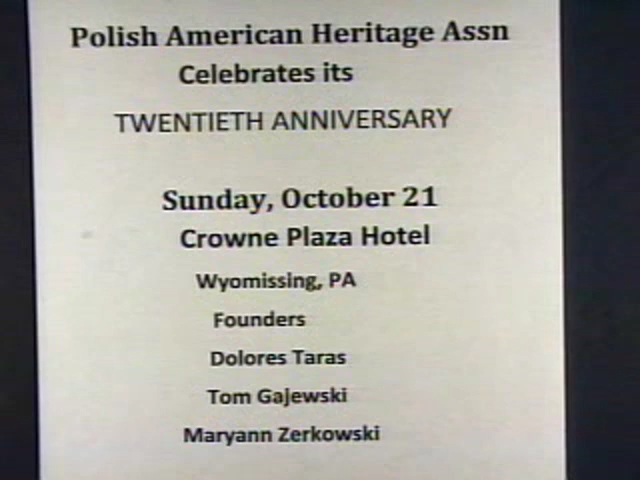 Polish American Heritage Assn
Celebrates its
TWENTIETH ANNIVERSARY
Sunday, October 21
Crowne Plaza Hotel
Wyomissing, PA
Founders
Dolores Taras
Tom Gajewski
Maryann Zerkowski